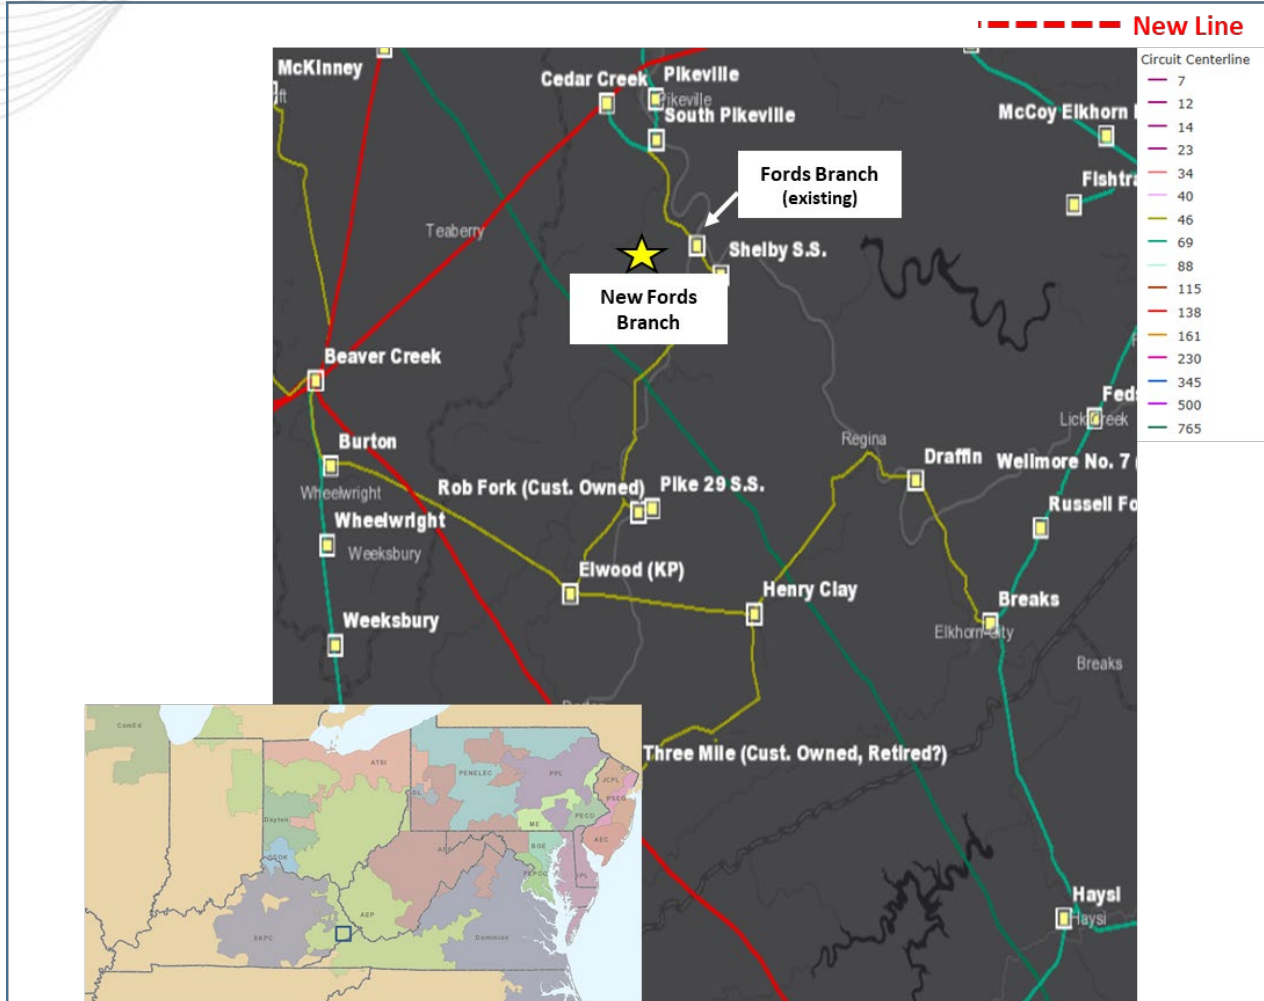 New Line
Circuit Centerline
7
12
14
23
34
40
46
69
88
115
138
161
230
345
500
765
McKinney
Cedar Creek
Pikeville
Pikeville
South Pikeville
McCoy Elkhorn
Fishtra
Fords Branch
(existing)
Teaberry
Shelby S.S.
New Fords
Branch
Beaver Creek
Feds
Lick Creek
Burton
Regina
Draffin
Wellmore No. 7 (
Wheelwright
Rob Fork (Cust. Owned)
Pike 29 S.S.
Russell Fo
Wheelwright
Weeksbury
Elwood (KP)
Henry Clay
Breaks
Weeksbury
Elkhorn City
Breaks
Three Mile (Cust. Owned, Retired?)
Haysi
Haysi
ComEd
ATSI
PENELEC
PPL
JCPL
PSEG
Dayton
ME
PECO
AEC
BGE
PEPCO
DPL
AEP
EKPC
Dominion